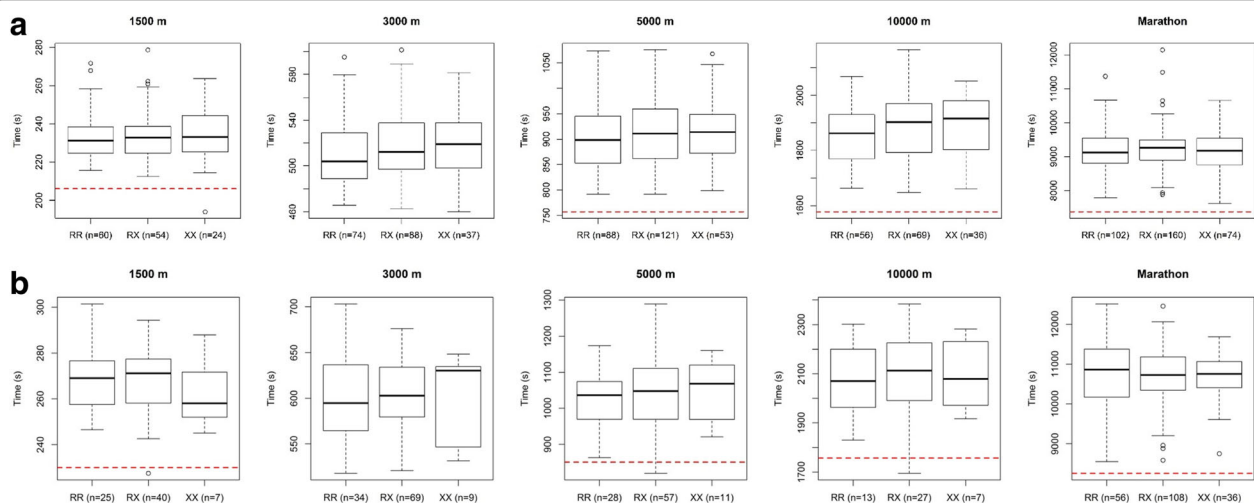 a
1500 m
3000 m
5000 m
10000 m
Marathon
Time (s)
200
220
240
260
280
RR (n=60)
RX (n=54)
XX (n=24)
Time (s)
460
500
540
580
RR (n=74)
RX (n=88)
XX (n=37)
Time (s)
750
800
850
900
950
1050
RR (n=88)
RX (n=121)
XX (n=53)
Time (s)
1600
1800
2000
RR (n=56)
RX (n=69)
XX (n=36)
Time (s)
8000
9000
10000
11000
12000
RR (n=102)
RX (n=160)
XX (n=74)
b
1500 m
3000 m
5000 m
10000 m
Marathon
Time (s)
240
260
280
300
RR (n=25)
RX (n=40)
XX (n=7)
Time (s)
550
600
650
700
RR (n=34)
RX (n=69)
XX (n=9)
Time (s)
900
1000
1100
1200
1300
RR (n=28)
RX (n=57)
XX (n=11)
Time (s)
1700
1900
2100
2300
RR (n=13)
RX (n=27)
XX (n=7)
Time (s)
9000
10000
11000
12000
RR (n=56)
RX (n=108)
XX (n=38)